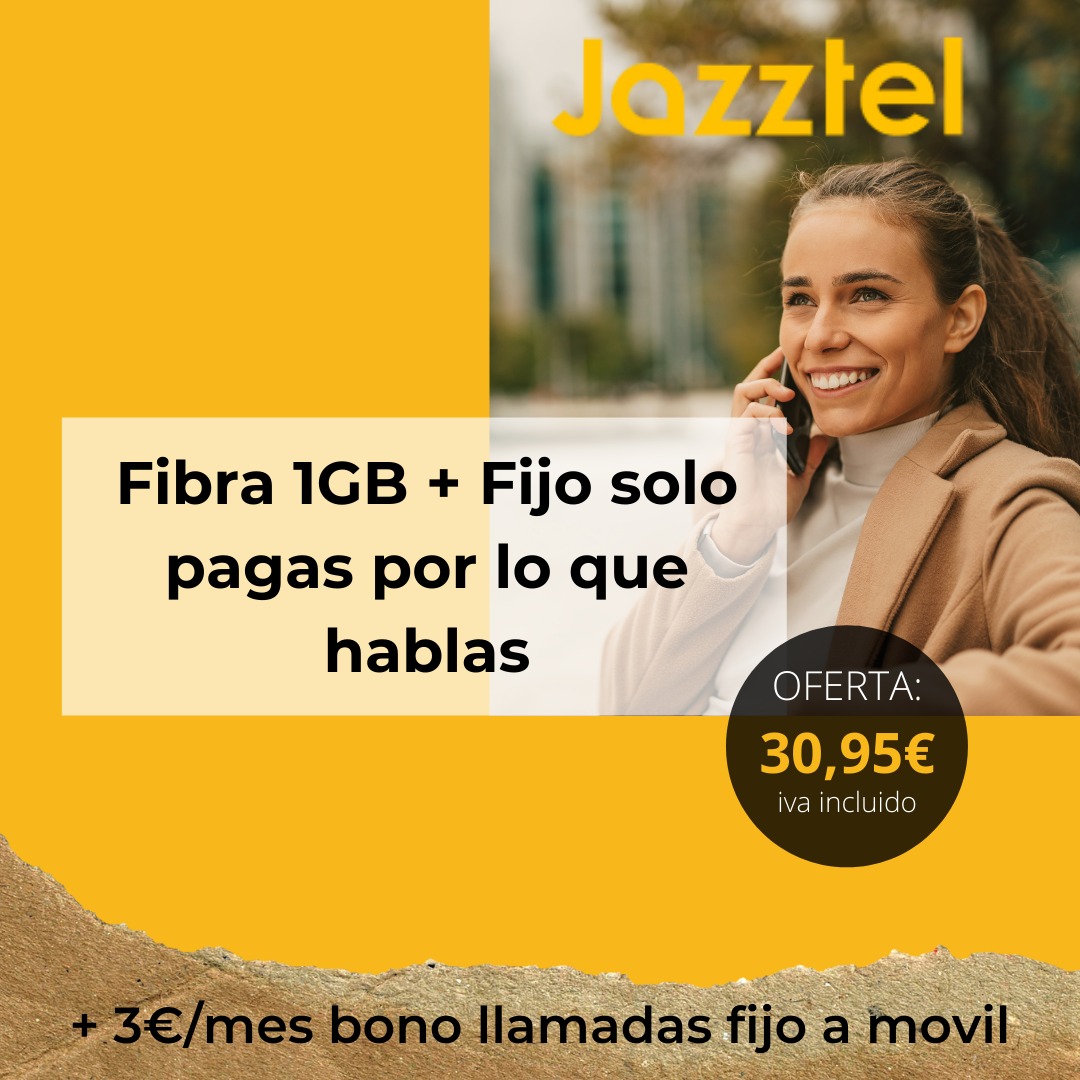 Jazztel
Fibra 1GB + Fijo solo
pagas por lo que
hablas
OFERTA:
30,95€
iva incluido
+ 3€/mes bono llamadas fijo a movil